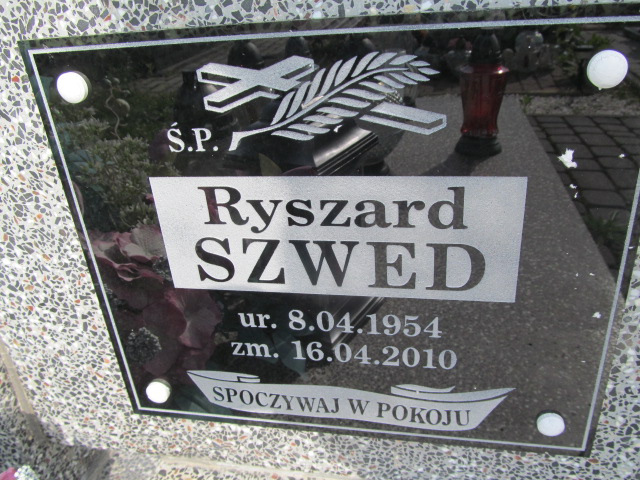 Ś.P.
Ryszard
SZWED
ur. 8.04.1954
zm. 16.04.2010
SPOCZYWAJ W POKOJU